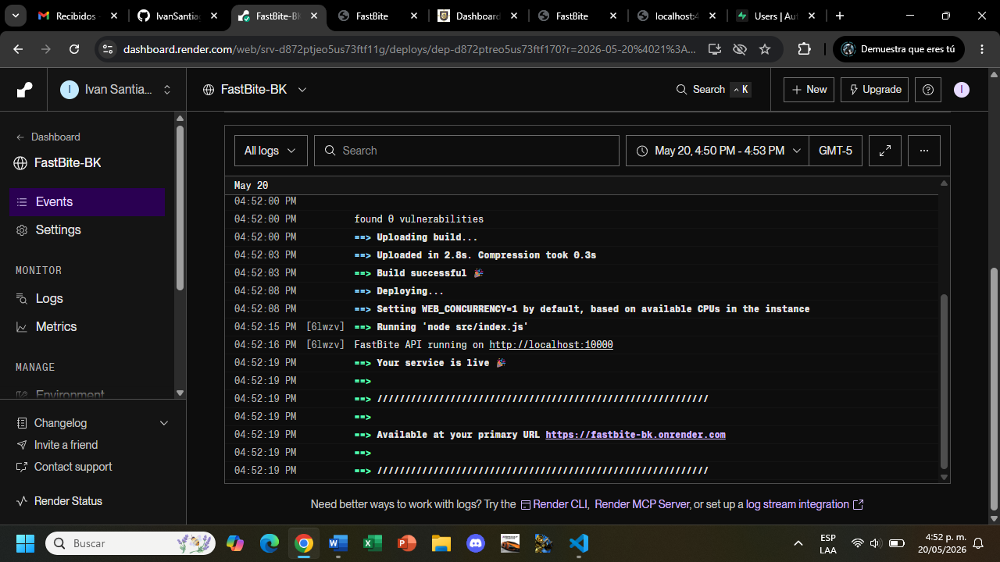 Recibidos
IvanSantia
FastBite-BK
FastBite
Dashboard
FastBite
localhost:4
Users | Aut
dashboard.render.com/web/srv-d872ptjeo5us73ftf11g/deploys/dep-d872ptreo5us73ftf170?r=2026-05-20%4021%3A...
Demuestra que eres tú
I
Ivan Santia...
FastBite-BK
Search
K
New
Upgrade
I
Dashboard
FastBite-BK
Events
Settings
MONITOR
Logs
Metrics
MANAGE
Environment
Changelog
Invite a friend
Contact support
Render Status
All logs
Search
May 20, 4:50 PM - 4:53 PM
GMT-5
May 20
04:52:00 PM
04:52:00 PM found 0 vulnerabilities
04:52:00 PM ==> Uploading build...
04:52:03 PM ==> Uploaded in 2.8s. Compression took 0.3s
04:52:03 PM ==> Build successful 🎉
04:52:08 PM ==> Deploying...
04:52:08 PM ==> Setting WEB_CONCURRENCY=1 by default, based on available CPUs in the instance
04:52:15 PM [6lwzv] ==> Running 'node src/index.js'
04:52:16 PM [6lwzv] FastBite API running on http://localhost:10000
04:52:19 PM ==> Your service is live 🎉
04:52:19 PM ==>
04:52:19 PM ==> ///////////////////////////////////////////////////////////
04:52:19 PM ==>
04:52:19 PM ==> Available at your primary URL https://fastbite-bk.onrender.com
04:52:19 PM ==>
04:52:19 PM ==> ///////////////////////////////////////////////////////////
Need better ways to work with logs? Try the Render CLI, Render MCP Server, or set up a log stream integration
Buscar
ESP
LAA
4:52 p. m.
20/05/2026